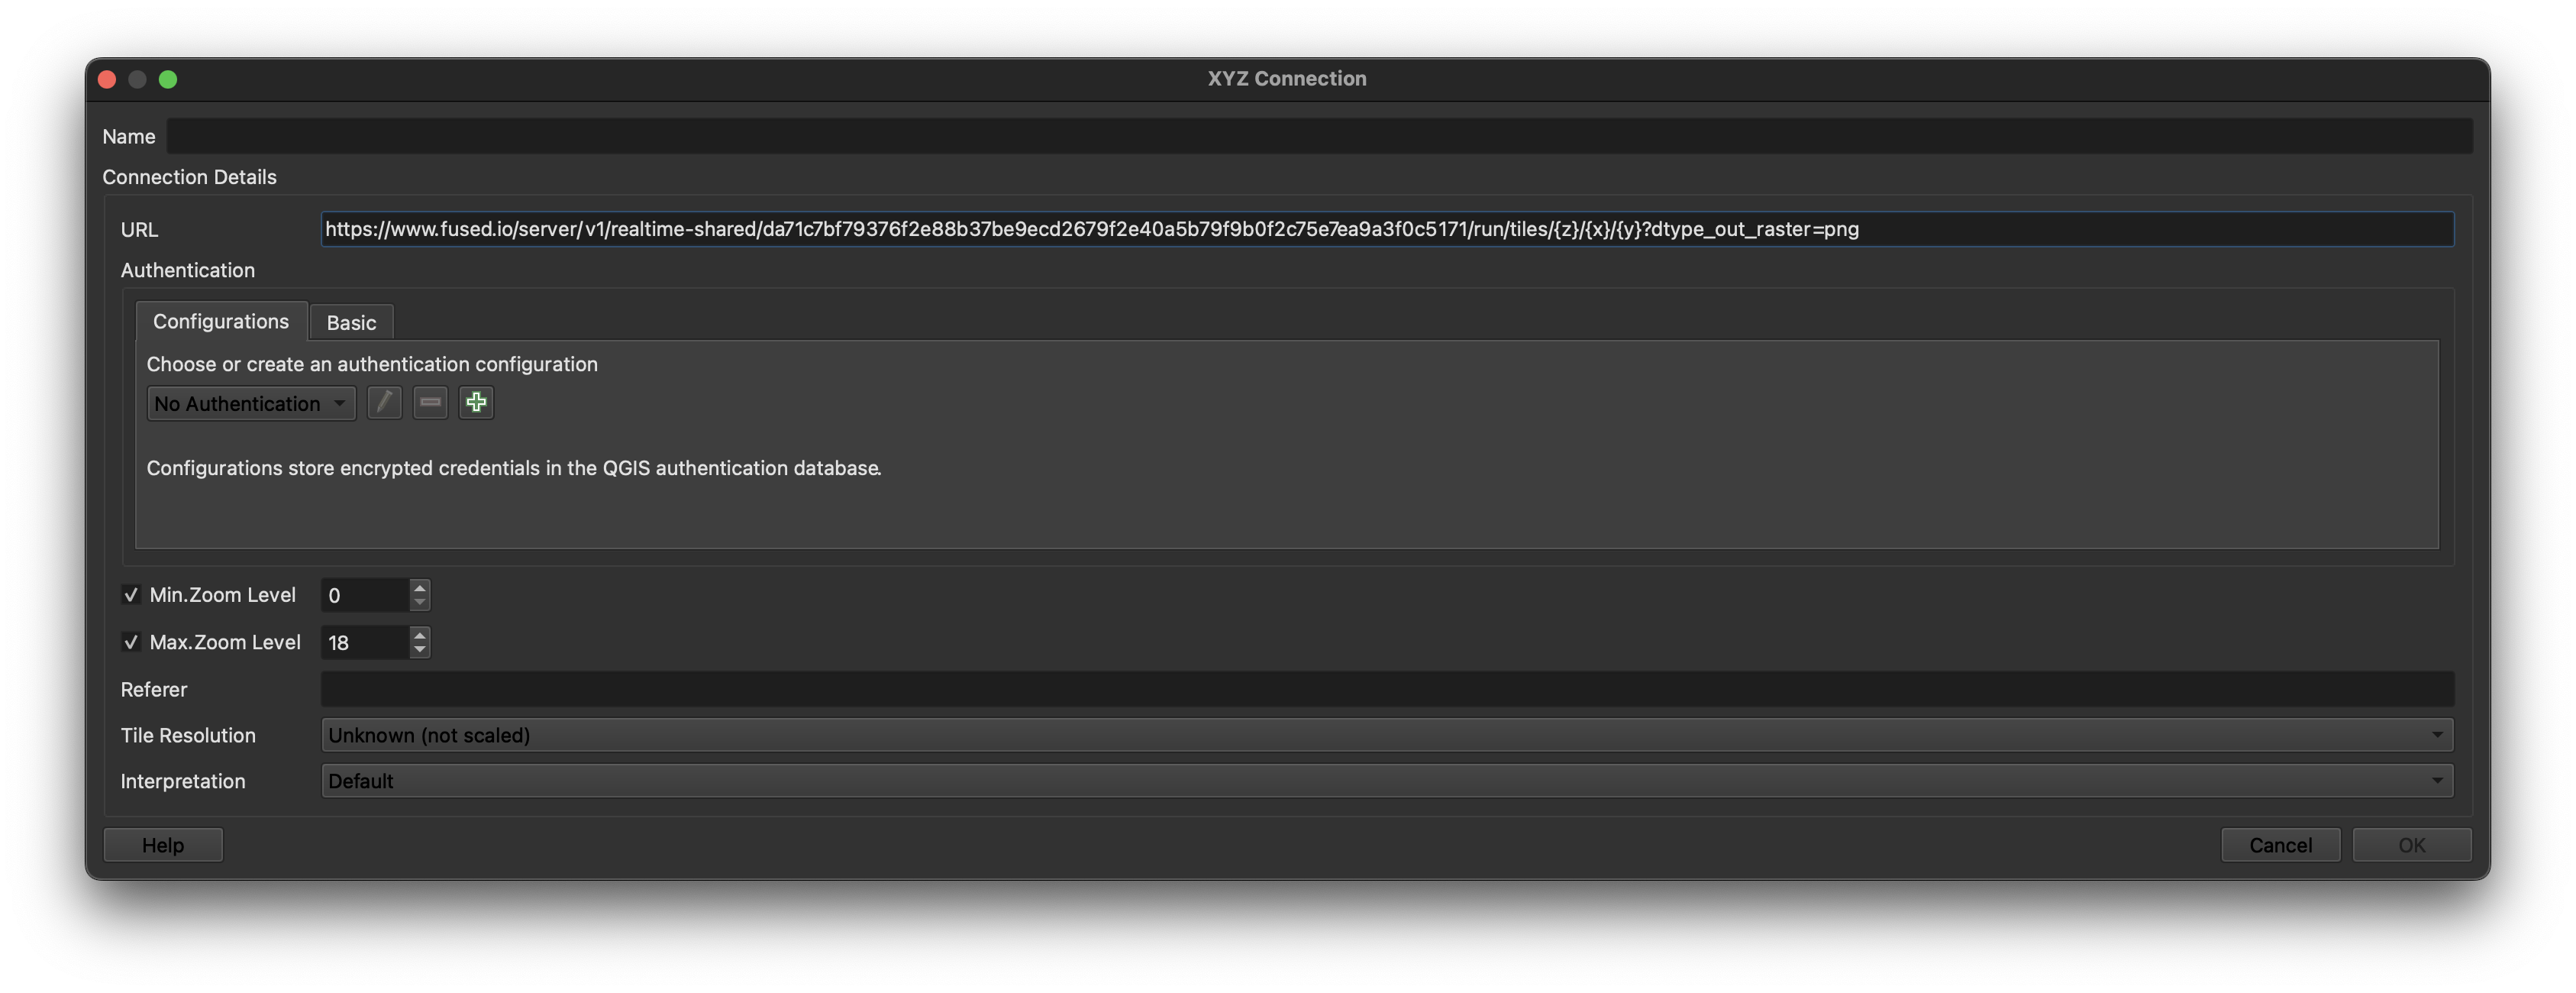 XYZ Connection
Name
Connection Details
URL https://www.fused.io/server/v1/realtime-shared/da71c7bf79376f2e88b37be9ecd2679f2e40a5b79f9b0f2c75e7ea9a3f0c5171/run/tiles/{z}/{x}/{y}?dtype_out_raster=png
Authentication
Configurations Basic
Choose or create an authentication configuration
No Authentication
Configurations store encrypted credentials in the QGIS authentication database.
Min.Zoom Level 0
Max.Zoom Level 18
Referer
Tile Resolution Unknown (not scaled)
Interpretation Default
Help Cancel OK